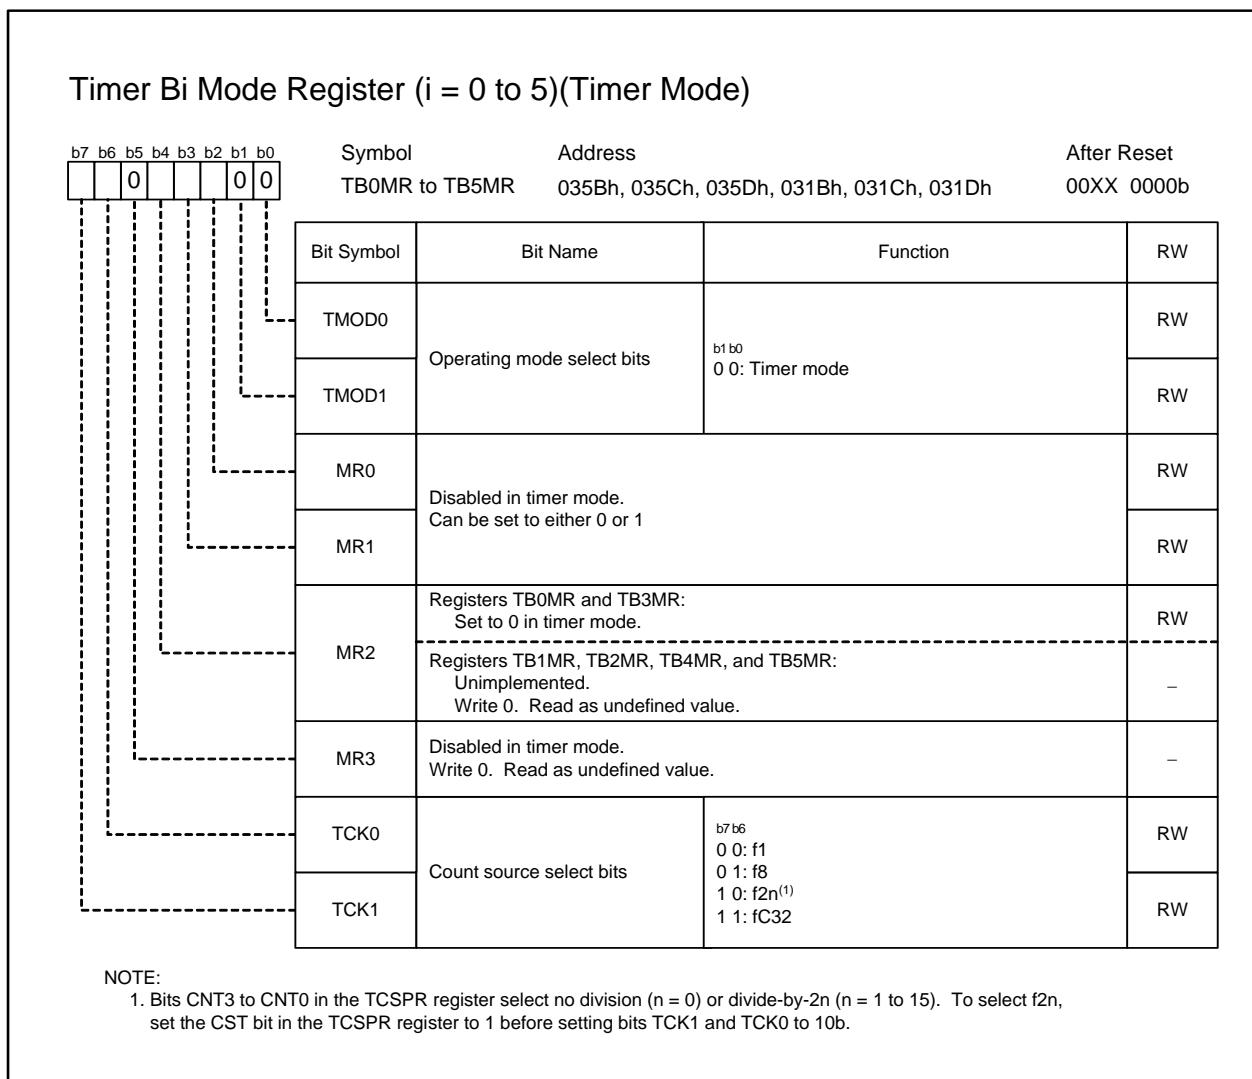 Timer Bi Mode Register (i = 0 to 5)(Timer Mode)
b7 b6 b5 b4 b3 b2 b1 b0
0 0 0
Symbol Address After Reset
TB0MR to TB5MR 035Bh, 035Ch, 035Dh, 031Bh, 031Ch, 031Dh 00XX 0000b
Bit Symbol Bit Name Function RW
TMOD0 RW
Operating mode select bits
b1 b0
0 0: Timer mode
TMOD1 RW
MR0 RW
Disabled in timer mode.
Can be set to either 0 or 1
MR1 RW
MR2
Registers TB0MR and TB3MR:
Set to 0 in timer mode.
RW
Registers TB1MR, TB2MR, TB4MR, and TB5MR:
Unimplemented.
Write 0. Read as undefined value.
–
MR3
Disabled in timer mode.
Write 0. Read as undefined value.
–
TCK0 RW
Count source select bits
b7 b6
0 0: f1
0 1: f8
1 0: f2n(1)
1 1: fC32
TCK1 RW
NOTE:
1. Bits CNT3 to CNT0 in the TCSPR register select no division (n = 0) or divide-by-2n (n = 1 to 15). To select f2n,
set the CST bit in the TCSPR register to 1 before setting bits TCK1 and TCK0 to 10b.